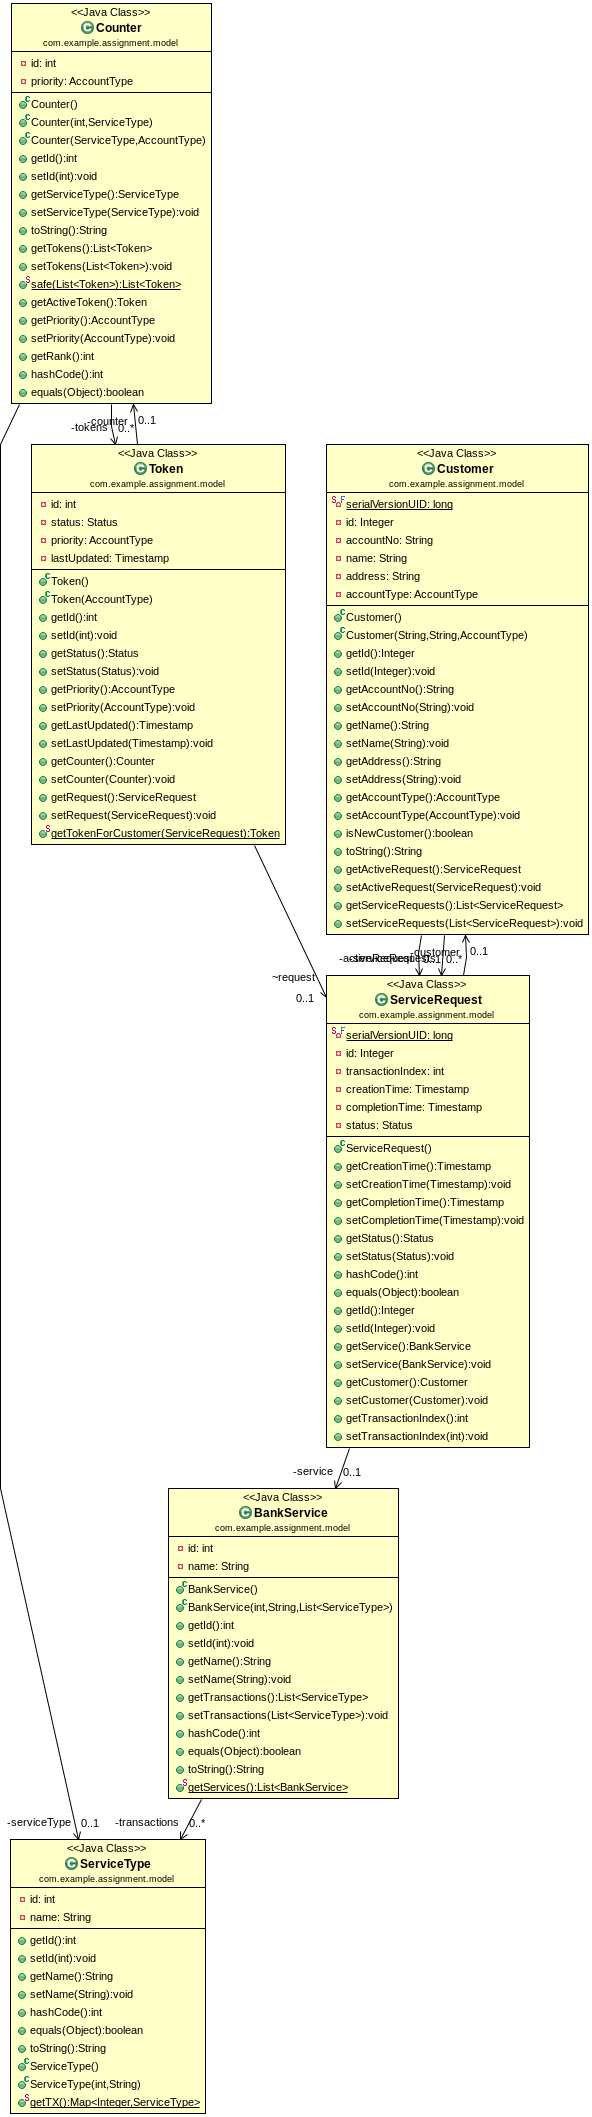 <<Java Class>>
Counter
com.example.assignment.model
id: int
priority: AccountType
Counter()
Counter(int,ServiceType)
Counter(ServiceType,AccountType)
getId():int
setId(int):void
getServiceType():ServiceType
setServiceType(ServiceType):void
toString():String
getTokens():List<Token>
setTokens(List<Token>):void
safe(List<Token>):List<Token>
getActiveToken():Token
getPriority():AccountType
setPriority(AccountType):void
getRank():int
hashCode():int
equals(Object):boolean
-counter 0..1
-tokens 0..*
<<Java Class>>
Token
com.example.assignment.model
id: int
status: Status
priority: AccountType
lastUpdated: Timestamp
Token()
Token(AccountType)
getId():int
setId(int):void
getStatus():Status
setStatus(Status):void
getPriority():AccountType
setPriority(AccountType):void
getLastUpdated():Timestamp
setLastUpdated(Timestamp):void
getCounter():Counter
setCounter(Counter):void
getRequest():ServiceRequest
setRequest(ServiceRequest):void
getTokenForCustomer(ServiceRequest):Token
<<Java Class>>
Customer
com.example.assignment.model
serialVersionUID: long
id: Integer
accountNo: String
name: String
address: String
accountType: AccountType
Customer()
Customer(String,String,AccountType)
getId():Integer
setId(Integer):void
getAccountNo():String
setAccountNo(String):void
getName():String
setName(String):void
getAddress():String
setAddress(String):void
getAccountType():AccountType
setAccountType(AccountType):void
isNewCustomer():boolean
toString():String
getActiveRequest():ServiceRequest
setActiveRequest(ServiceRequest):void
getServiceRequests():List<ServiceRequest>
setServiceRequests(List<ServiceRequest>):void
-customer 0..1
-activeRequest 0..1
-serviceRequests 0..*
~request
0..1
<<Java Class>>
ServiceRequest
com.example.assignment.model
serialVersionUID: long
id: Integer
transactionIndex: int
creationTime: Timestamp
completionTime: Timestamp
status: Status
ServiceRequest()
getCreationTime():Timestamp
setCreationTime(Timestamp):void
getCompletionTime():Timestamp
setCompletionTime(Timestamp):void
getStatus():Status
setStatus(Status):void
hashCode():int
equals(Object):boolean
getId():Integer
setId(Integer):void
getService():BankService
setService(BankService):void
getCustomer():Customer
setCustomer(Customer):void
getTransactionIndex():int
setTransactionIndex(int):void
-service 0..1
<<Java Class>>
BankService
com.example.assignment.model
id: int
name: String
BankService()
BankService(int,String,List<ServiceType>)
getId():int
setId(int):void
getName():String
setName(String):void
getTransactions():List<ServiceType>
setTransactions(List<ServiceType>):void
hashCode():int
equals(Object):boolean
toString():String
getServices():List<BankService>
-serviceType 0..1
-transactions 0..*
<<Java Class>>
ServiceType
com.example.assignment.model
id: int
name: String
getId():int
setId(int):void
getName():String
setName(String):void
hashCode():int
equals(Object):boolean
toString():String
ServiceType()
ServiceType(int,String)
getTX():Map<Integer,ServiceType>